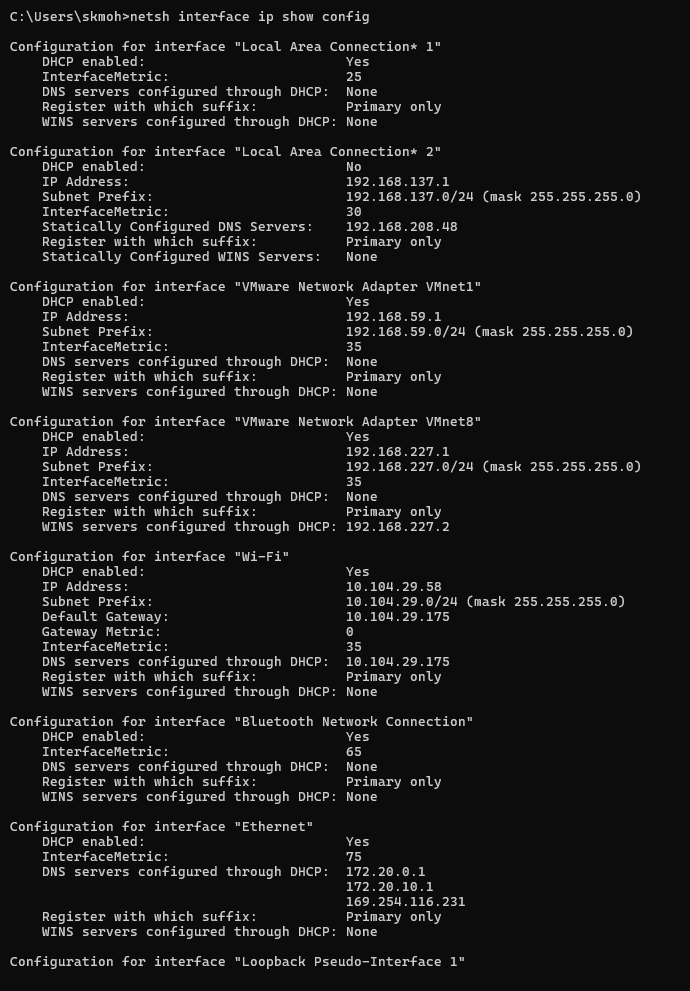 C:\Users\skmoh>netsh interface ip show config
Configuration for interface "Local Area Connection* 1"
DHCP enabled: Yes
InterfaceMetric: 25
DNS servers configured through DHCP: None
Register with which suffix: Primary only
WINS servers configured through DHCP: None
Configuration for interface "Local Area Connection* 2"
DHCP enabled: No
IP Address: 192.168.137.1
Subnet Prefix: 192.168.137.0/24 (mask 255.255.255.0)
InterfaceMetric: 30
Statically Configured DNS Servers: 192.168.208.48
Register with which suffix: Primary only
Statically Configured WINS Servers: None
Configuration for interface "VMware Network Adapter VMnet1"
DHCP enabled: Yes
IP Address: 192.168.59.1
Subnet Prefix: 192.168.59.0/24 (mask 255.255.255.0)
InterfaceMetric: 35
DNS servers configured through DHCP: None
Register with which suffix: Primary only
WINS servers configured through DHCP: None
Configuration for interface "VMware Network Adapter VMnet8"
DHCP enabled: Yes
IP Address: 192.168.227.1
Subnet Prefix: 192.168.227.0/24 (mask 255.255.255.0)
InterfaceMetric: 35
DNS servers configured through DHCP: None
Register with which suffix: Primary only
WINS servers configured through DHCP: 192.168.227.2
Configuration for interface "Wi-Fi"
DHCP enabled: Yes
IP Address: 10.104.29.58
Subnet Prefix: 10.104.29.0/24 (mask 255.255.255.0)
Default Gateway: 10.104.29.175
Gateway Metric: 0
InterfaceMetric: 35
DNS servers configured through DHCP: 10.104.29.175
Register with which suffix: Primary only
WINS servers configured through DHCP: None
Configuration for interface "Bluetooth Network Connection"
DHCP enabled: Yes
InterfaceMetric: 65
DNS servers configured through DHCP: None
Register with which suffix: Primary only
WINS servers configured through DHCP: None
Configuration for interface "Ethernet"
DHCP enabled: Yes
InterfaceMetric: 75
DNS servers configured through DHCP: 172.20.0.1
172.20.10.1
169.254.116.231
Register with which suffix: Primary only
WINS servers configured through DHCP: None
Configuration for interface "Loopback Pseudo-Interface 1"